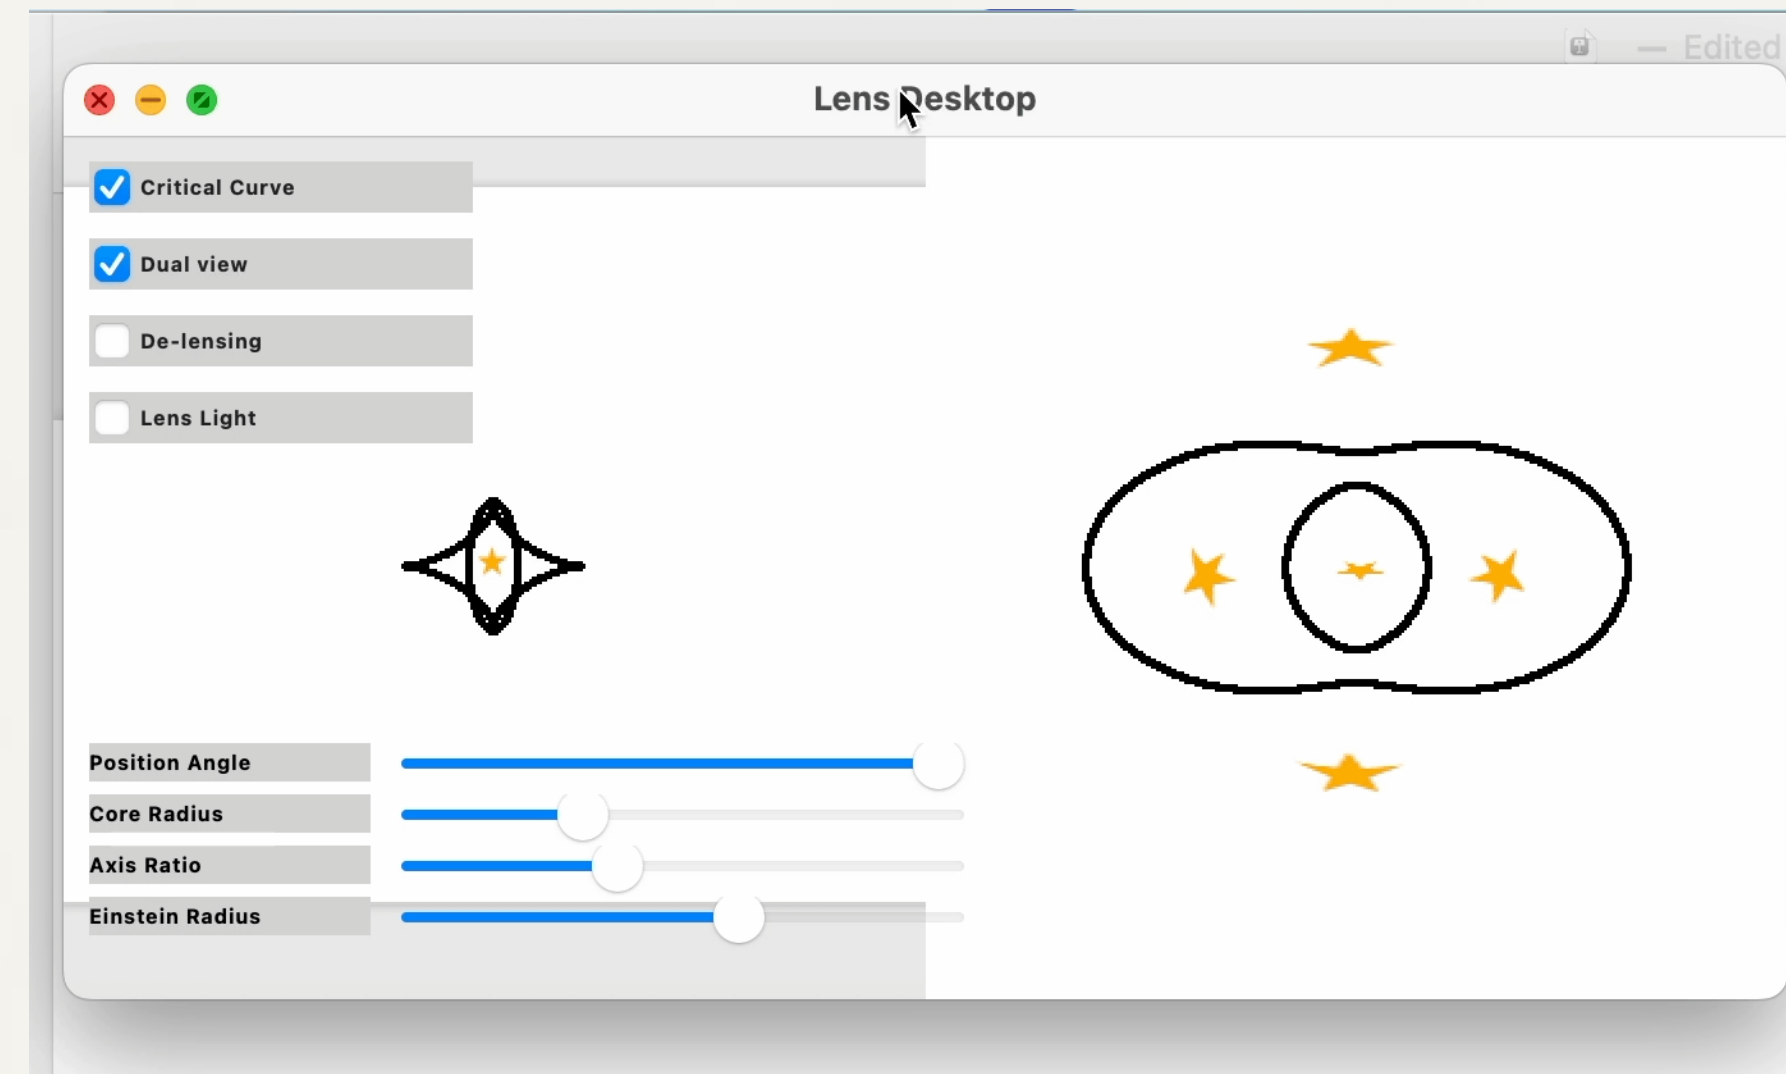 — Edited
Lens Desktop
Critical Curve
Dual view
De-lensing
Lens Light
Position Angle
Core Radius
Axis Ratio
Einstein Radius